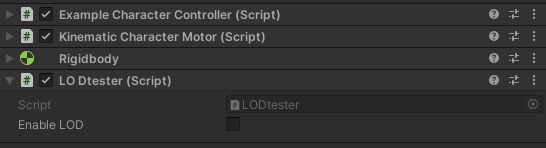 Example Character Controller (Script)
Kinematic Character Motor (Script)
Rigidbody
LO Dtester (Script)
Script LODtester
Enable LOD